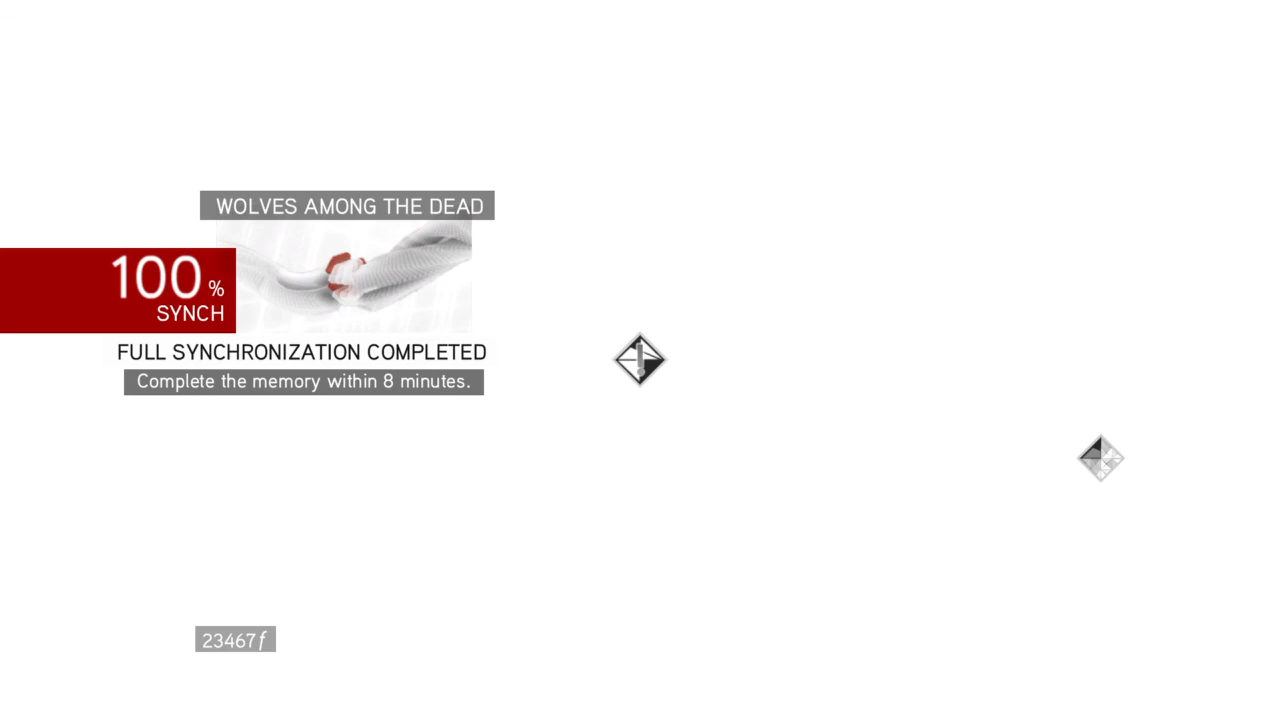 WOLVES AMONG THE DEAD
100 %
SYNCH
FULL SYNCHRONIZATION COMPLETED
Complete the memory within 8 minutes.
23467ƒ